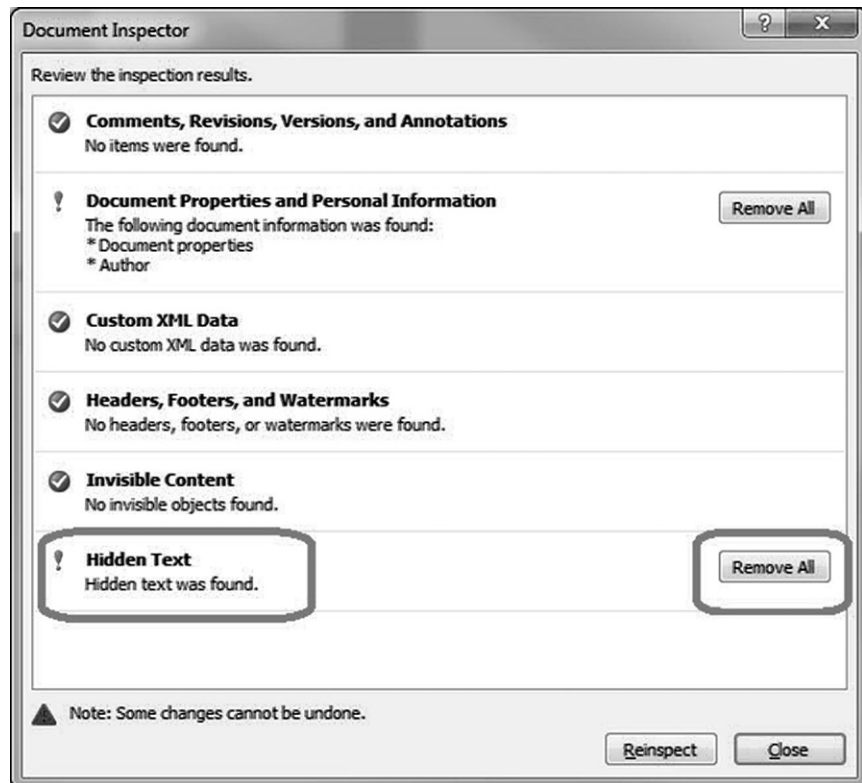 Document Inspector
Review the inspection results.
Comments, Revisions, Versions, and Annotations
No items were found.
Document Properties and Personal Information
Remove All
The following document information was found:
* Document properties
* Author
Custom XML Data
No custom XML data was found.
Headers, Footers, and Watermarks
No headers, footers, or watermarks were found.
Invisible Content
No invisible objects found.
Hidden Text
Remove All
Hidden text was found.
Note: Some changes cannot be undone.
Reinspect
Close